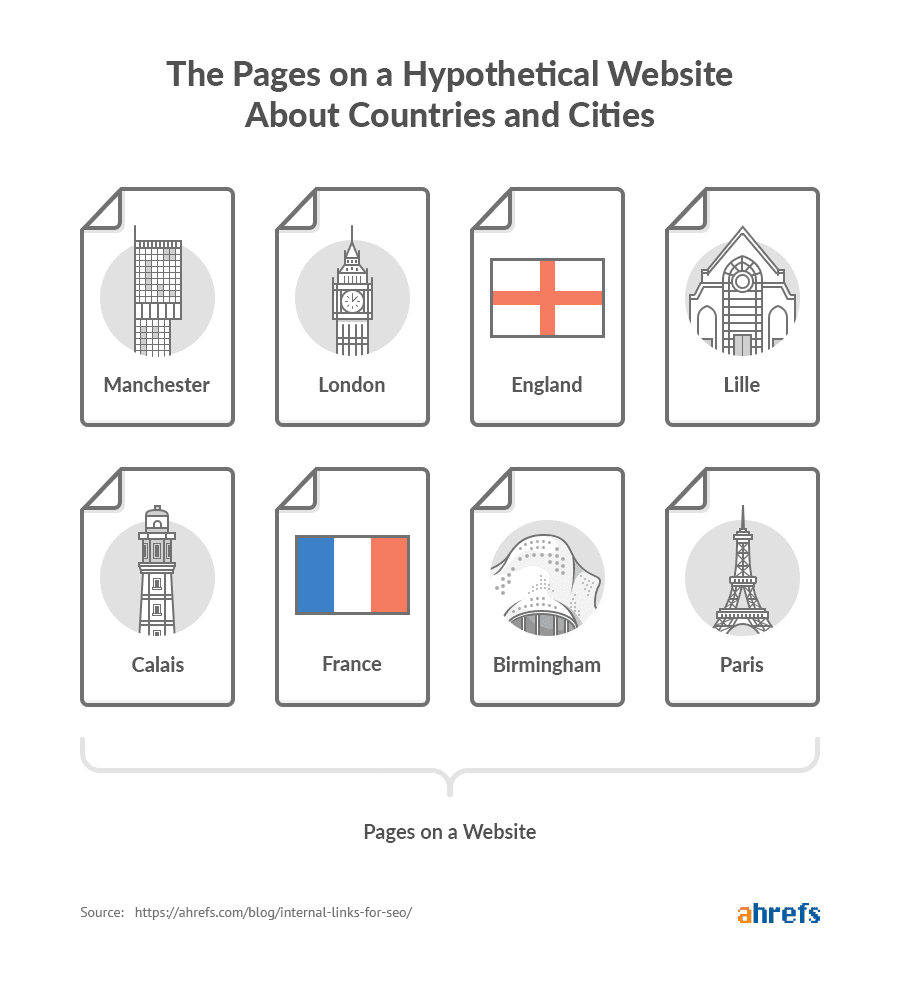 The Pages on a Hypothetical Website
About Countries and Cities
Manchester
London
England
Lille
Calais
France
Birmingham
Paris
Pages on a Website
Source: https://ahrefs.com/blog/internal-links-for-seo/
ahrefs